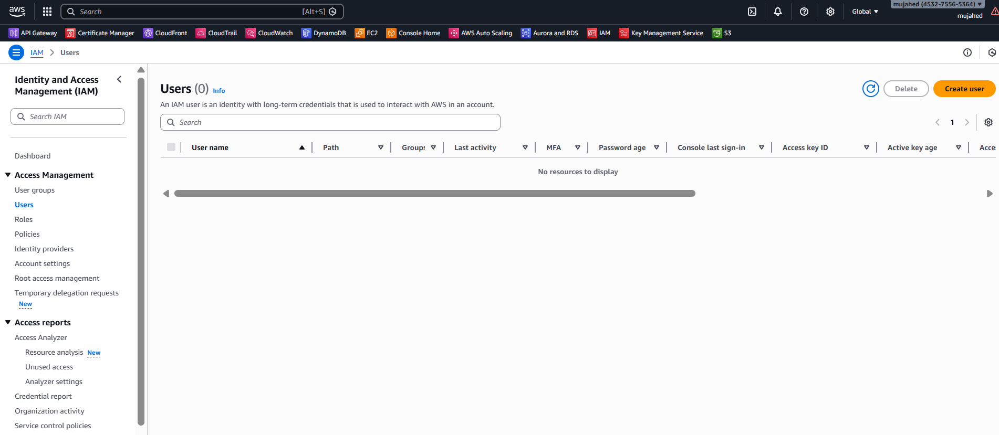 aws
Search [Alt+S]
Global
mujahed (4532-7556-5364)
mujahed
API Gateway Certificate Manager CloudFront CloudTrail CloudWatch DynamoDB EC2 Console Home AWS Auto Scaling Aurora and RDS IAM Key Management Service S3
IAM Users
Identity and Access
Management (IAM)
Search IAM
Dashboard
Access Management
User groups
Users
Roles
Policies
Identity providers
Account settings
Root access management
Temporary delegation requests
New
Access reports
Access Analyzer
Resource analysis New
Unused access
Analyzer settings
Credential report
Organization activity
Service control policies
Users (0) Info
Delete Create user
An IAM user is an identity with long-term credentials that is used to interact with AWS in an account.
Search
1
User name Path Groups Last activity MFA Password age Console last sign-in Access key ID Active key age Acce
No resources to display